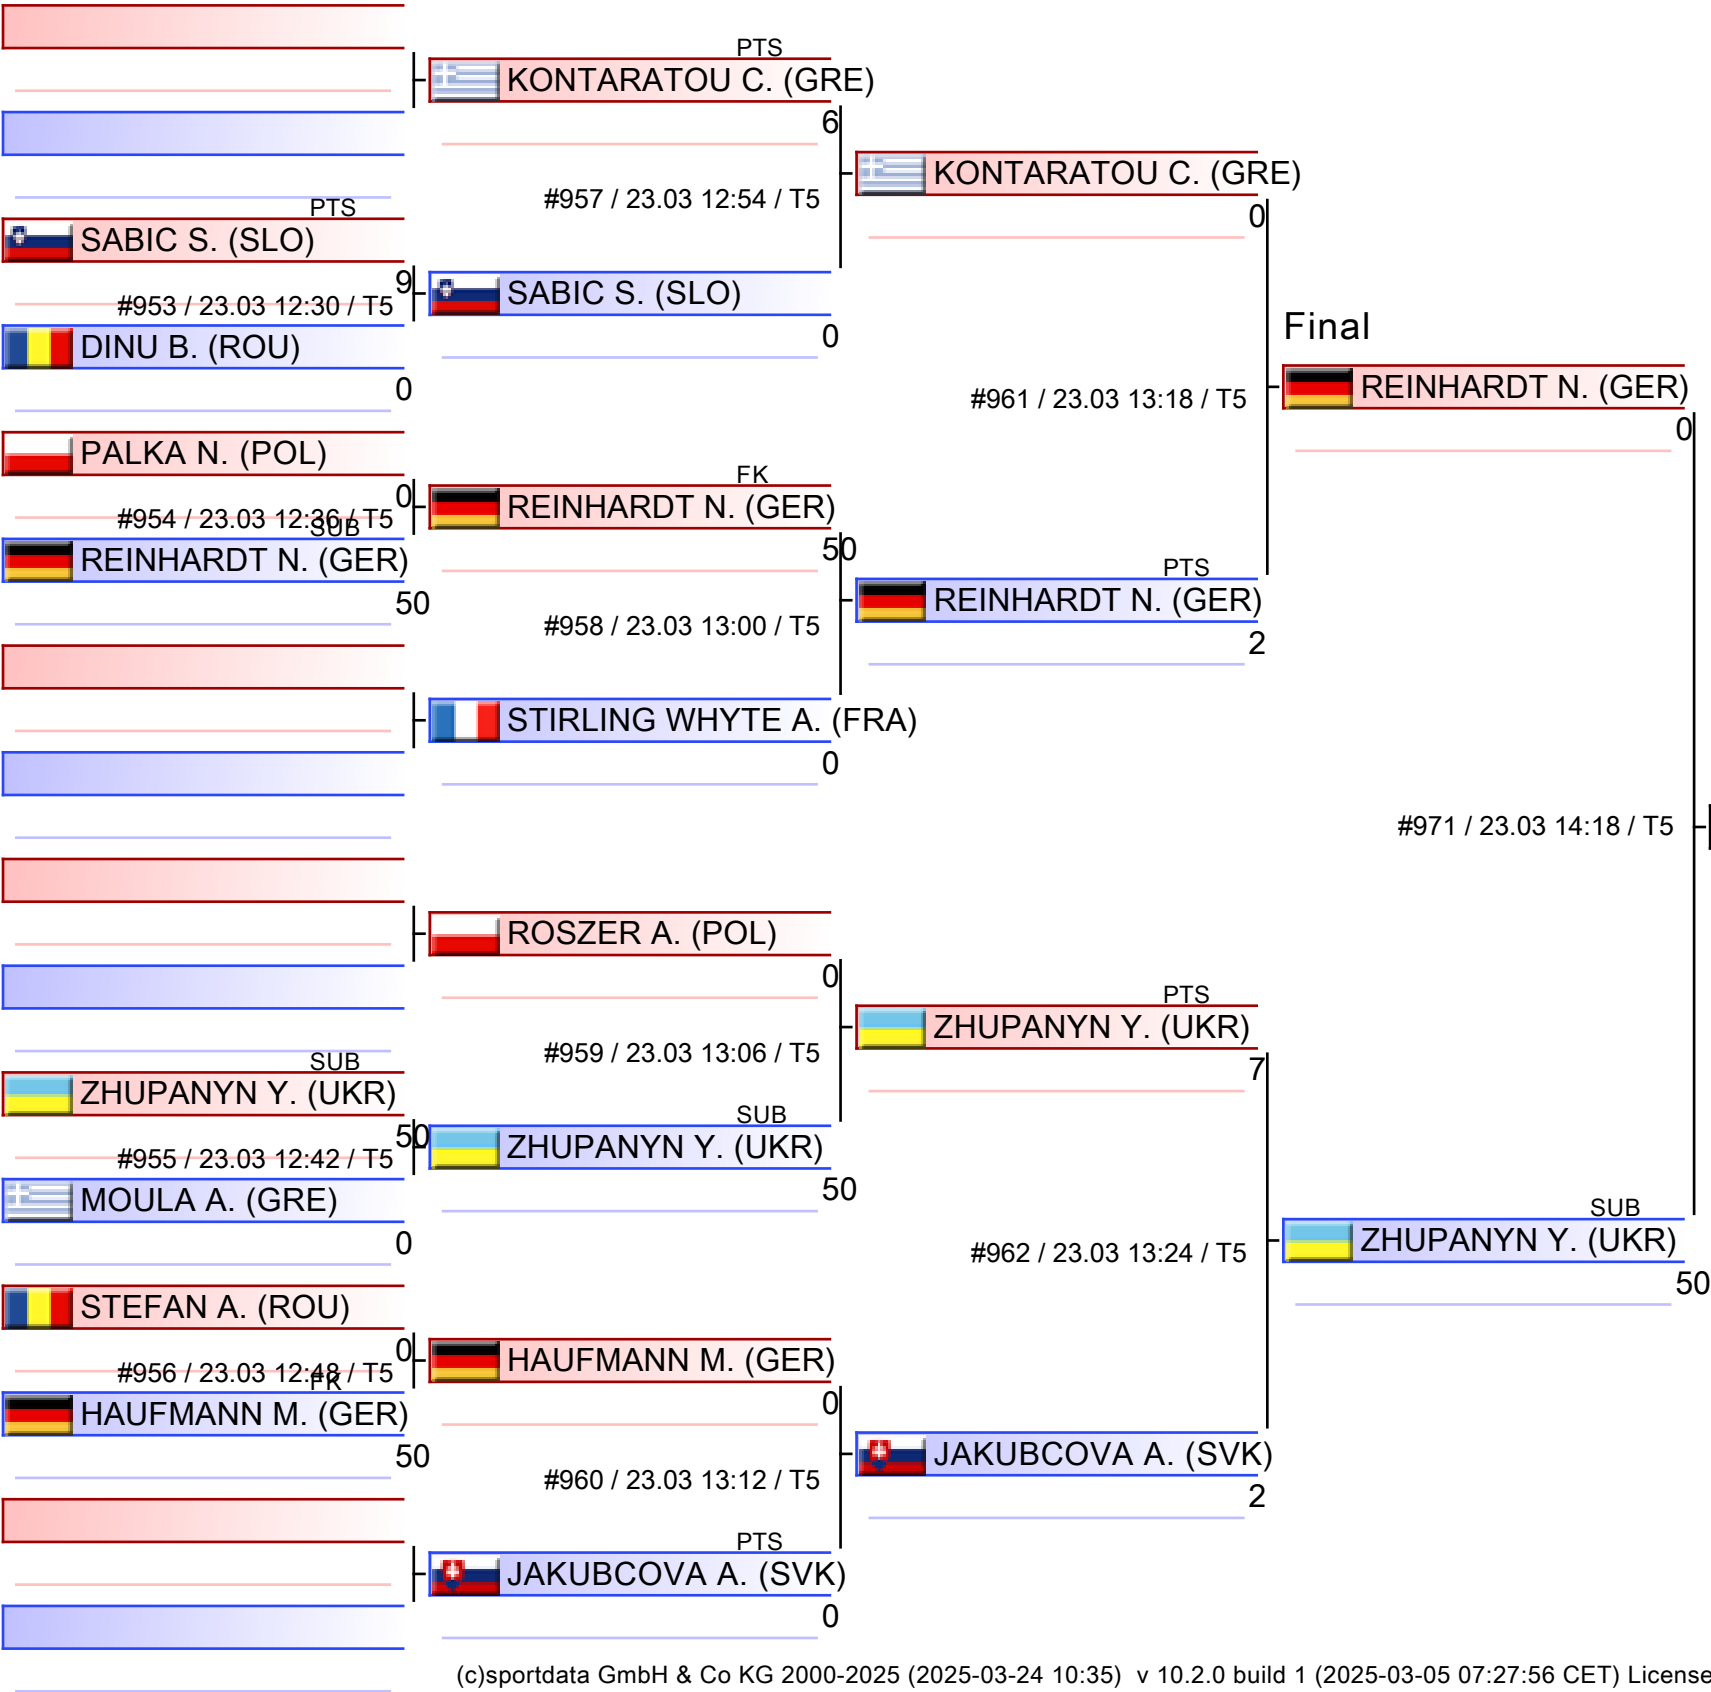 PTS
KONTARATOU C. (GRE)
6
#957 / 23.03 12:54 / T5
KONTARATOU C. (GRE)
0
PTS
SABIC S. (SLO)
9
#953 / 23.03 12:30 / T5
SABIC S. (SLO)
0
DINU B. (ROU)
0
Final
#961 / 23.03 13:18 / T5
REINHARDT N. (GER)
0
PALKA N. (POL)
0
#954 / 23.03 12:36 / T5
SUB
REINHARDT N. (GER)
50
FK
REINHARDT N. (GER)
50
#958 / 23.03 13:00 / T5
PTS
REINHARDT N. (GER)
2
STIRLING WHYTE A. (FRA)
0
#971 / 23.03 14:18 / T5
ROSZER A. (POL)
0
#959 / 23.03 13:06 / T5
PTS
ZHUPANYN Y. (UKR)
7
SUB
ZHUPANYN Y. (UKR)
50
#955 / 23.03 12:42 / T5
SUB
ZHUPANYN Y. (UKR)
50
MOULA A. (GRE)
0
#962 / 23.03 13:24 / T5
SUB
ZHUPANYN Y. (UKR)
50
STEFAN A. (ROU)
0
#956 / 23.03 12:48 / T5
FK
HAUFMANN M. (GER)
50
HAUFMANN M. (GER)
0
#960 / 23.03 13:12 / T5
JAKUBCOVA A. (SVK)
2
PTS
JAKUBCOVA A. (SVK)
0
(c)sportdata GmbH & Co KG 2000-2025 (2025-03-24 10:35) v 10.2.0 build 1 (2025-03-05 07:27:56 CET) License